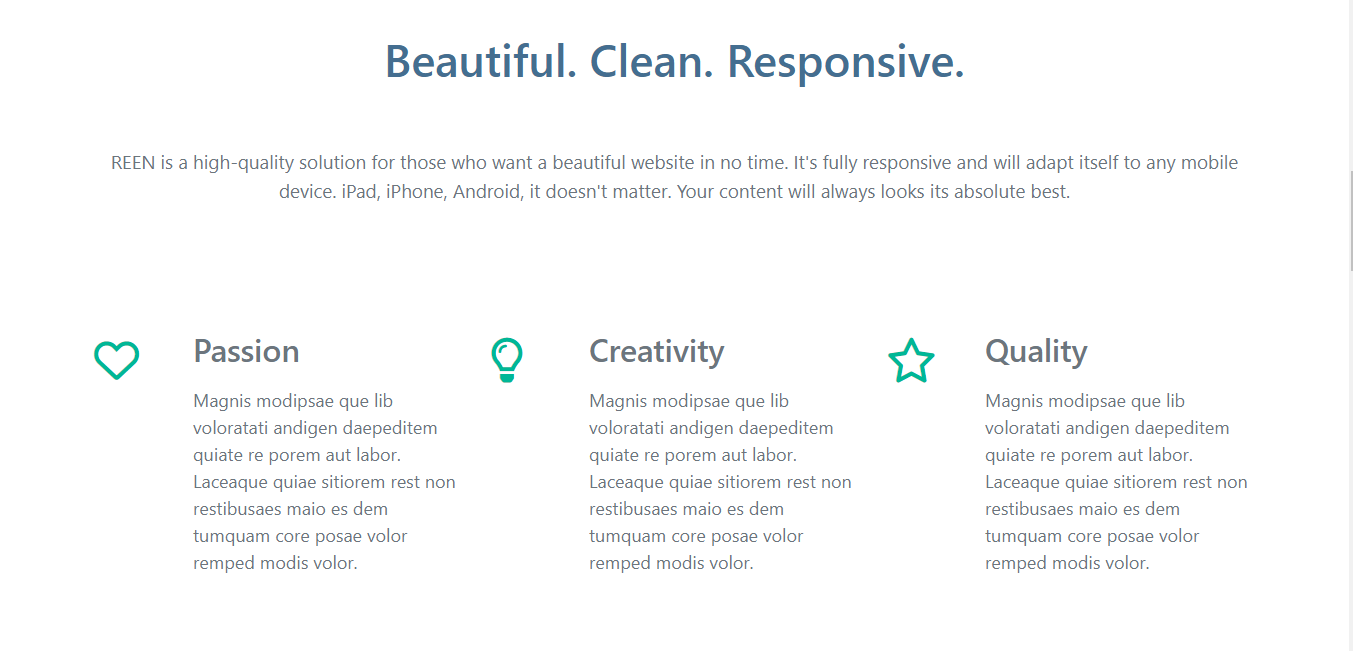 Beautiful. Clean. Responsive.
REEN is a high-quality solution for those who want a beautiful website in no time. It's fully responsive and will adapt itself to any mobile
device. iPad, iPhone, Android, it doesn't matter. Your content will always looks its absolute best.
Passion
Magnis modipsae que lib
voloratati andigen daepeditem
quiate re porem aut labor.
Laceaque quiae sitiorem rest non
restibusaes maio es dem
tumquam core posae volor
remped modis volor.
Creativity
Magnis modipsae que lib
voloratati andigen daepeditem
quiate re porem aut labor.
Laceaque quiae sitiorem rest non
restibusaes maio es dem
tumquam core posae volor
remped modis volor.
Quality
Magnis modipsae que lib
voloratati andigen daepeditem
quiate re porem aut labor.
Laceaque quiae sitiorem rest non
restibusaes maio es dem
tumquam core posae volor
remped modis volor.